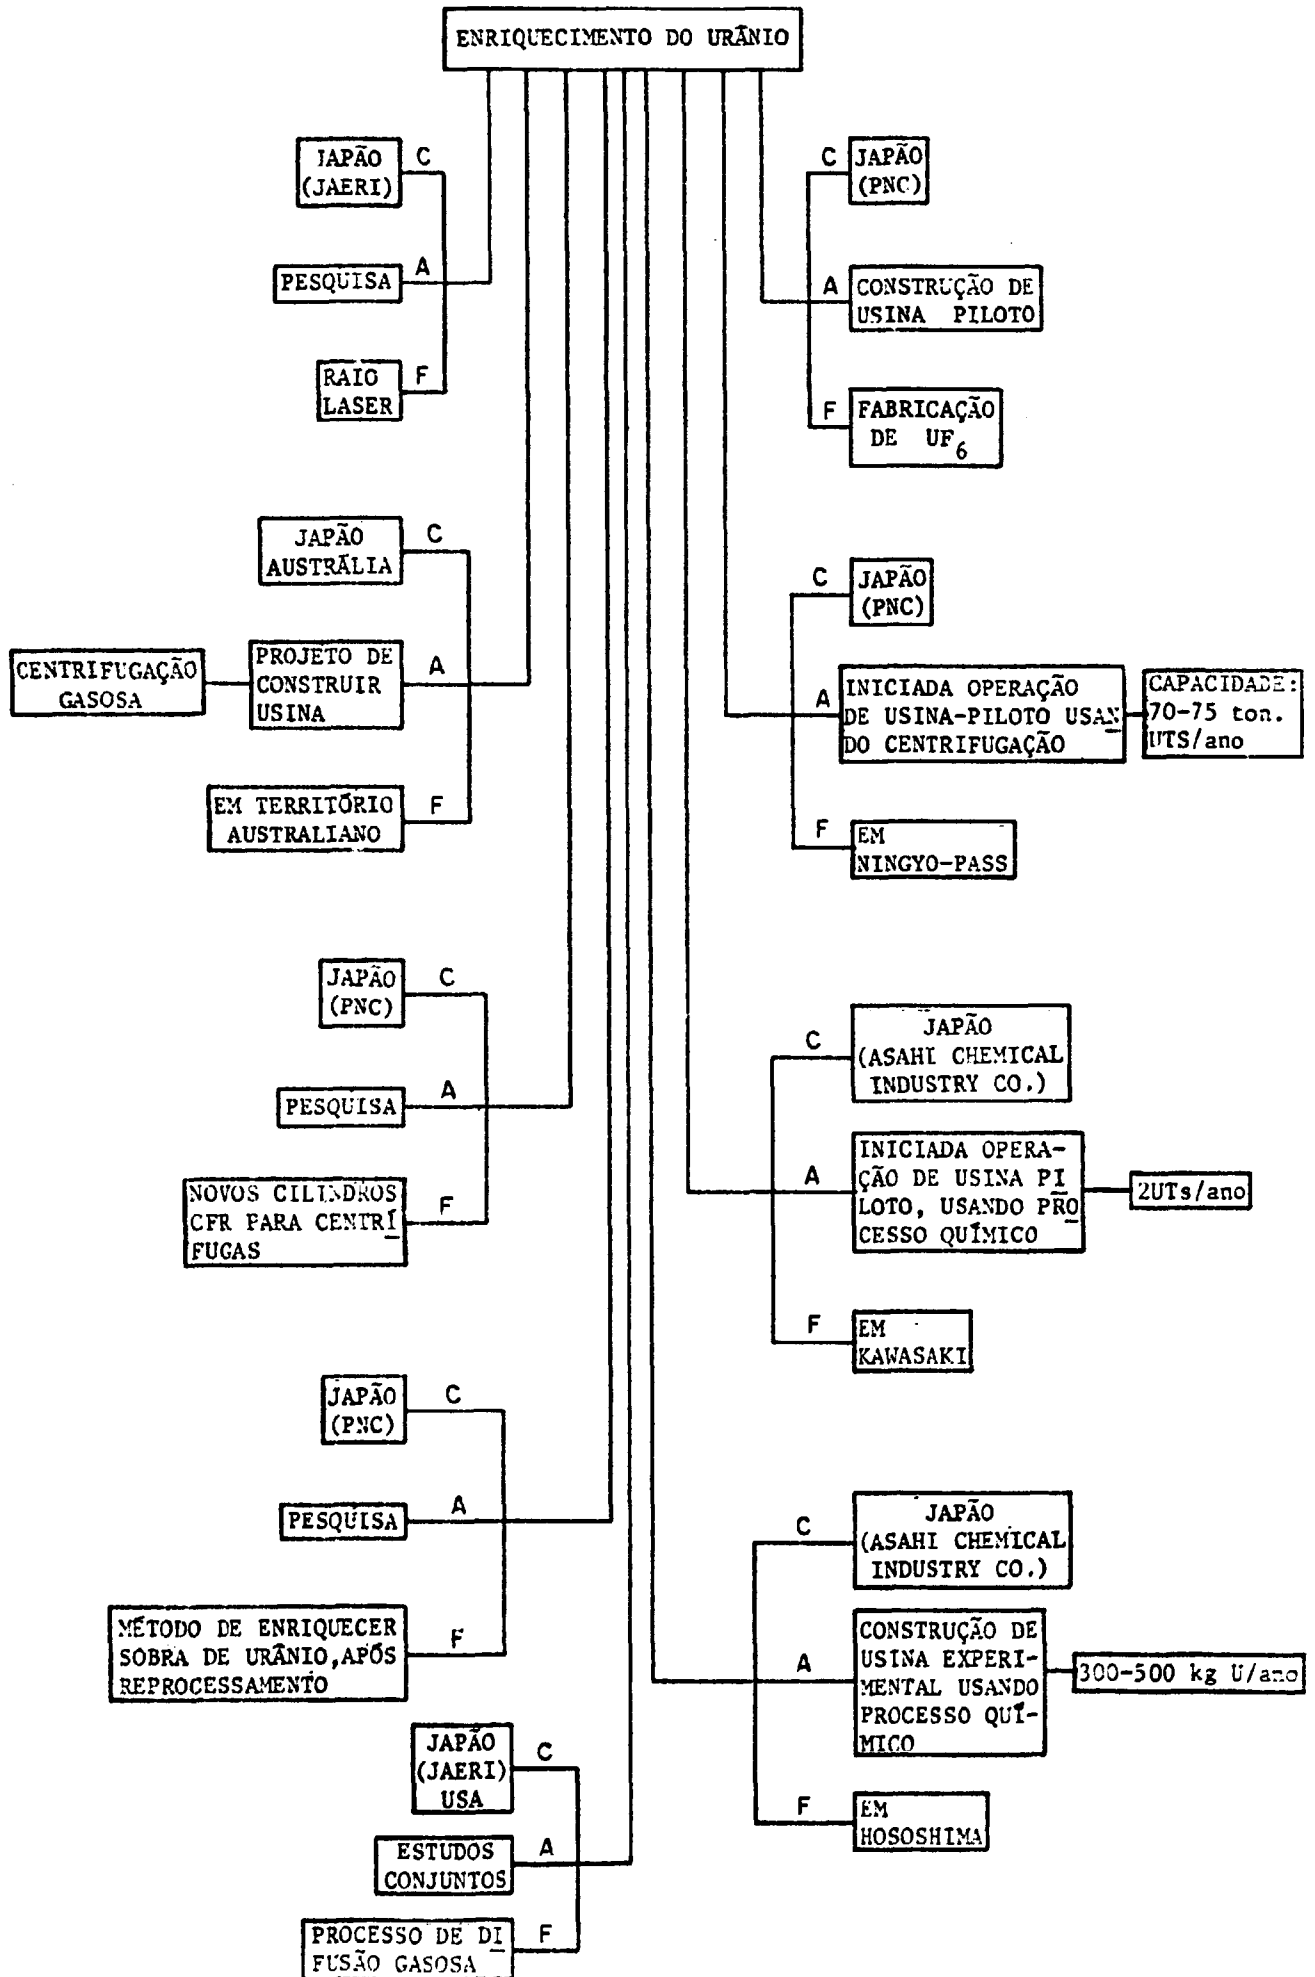 ENRIQUECIMENTO DO URÂNIO
JAPÃO
(JAERI)
C
PESQUISA
A
RAIO
LASER
F
JAPÃO
AUSTRÁLIA
C
CENTRIFUGAÇÃO
GASOSA
PROJETO DE
CONSTRUIR
USINA
A
EM TERRITÓRIO
AUSTRALIANO
F
JAPÃO
(PNC)
C
PESQUISA
A
NOVOS CILINDROS
CFR PARA CENTRÍ
FUGAS
F
JAPÃO
(PNC)
C
PESQUISA
A
MÉTODO DE ENRIQUECER
SOBRA DE URÂNIO, APÓS
REPROCESSAMENTO
F
JAPÃO
(JAERI)
USA
C
ESTUDOS
CONJUNTOS
A
PROCESSO DE DI
FUSÃO GASOSA
F
C
JAPÃO
(PNC)
A
CONSTRUÇÃO DE
USINA PILOTO
F
FABRICAÇÃO
DE UF6
C
JAPÃO
(PNC)
A
INICIADA OPERAÇÃO
DE USINA-PILOTO USAN
DO CENTRIFUGAÇÃO
CAPACIDADE:
70-75 ton.
UTS/ano
F
EM
NINGYO-PASS
C
JAPÃO
(ASAHI CHEMICAL
INDUSTRY CO.)
A
INICIADA OPERA-
ÇÃO DE USINA PI
LOTO, USANDO PRO
CESSO QUÍMICO
2UTs/ano
F
EM
KAWASAKI
C
JAPÃO
(ASAHI CHEMICAL
INDUSTRY CO.)
A
CONSTRUÇÃO DE
USINA EXPERI-
MENTAL USANDO
PROCESSO QUÍ-
MICO
300-500 kg U/ano
F
EM
HOSOSHIMA